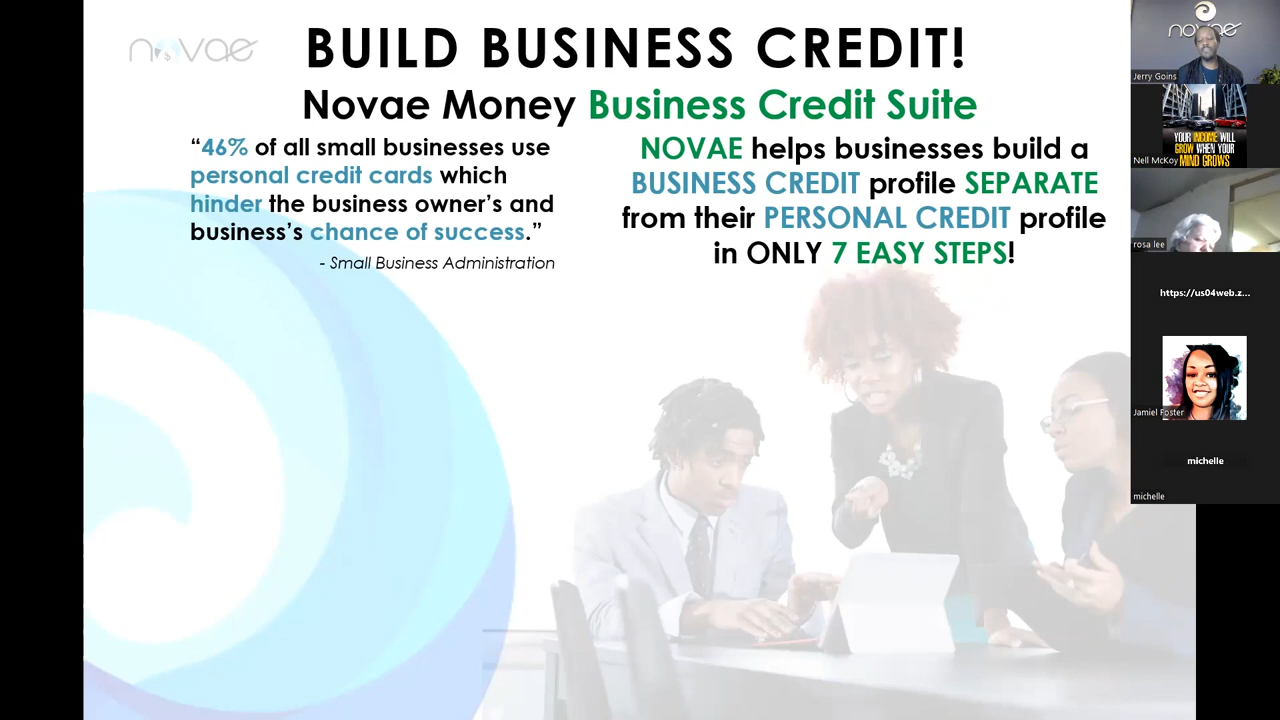 novae
BUILD BUSINESS CREDIT!
Novae Money Business Credit Suite
“46% of all small businesses use
personal credit cards which
hinder the business owner’s and
business’s chance of success.”
- Small Business Administration
NOVAE helps businesses build a
BUSINESS CREDIT profile SEPARATE
from their PERSONAL CREDIT profile
in ONLY 7 EASY STEPS!
novae
Jerry Goins
YOUR INCOME WILL
GROW WHEN YOUR
MIND GROWS
Nell McKoy
rosa lee
https://us04web.z...
Jamiel Foster
michelle
michelle